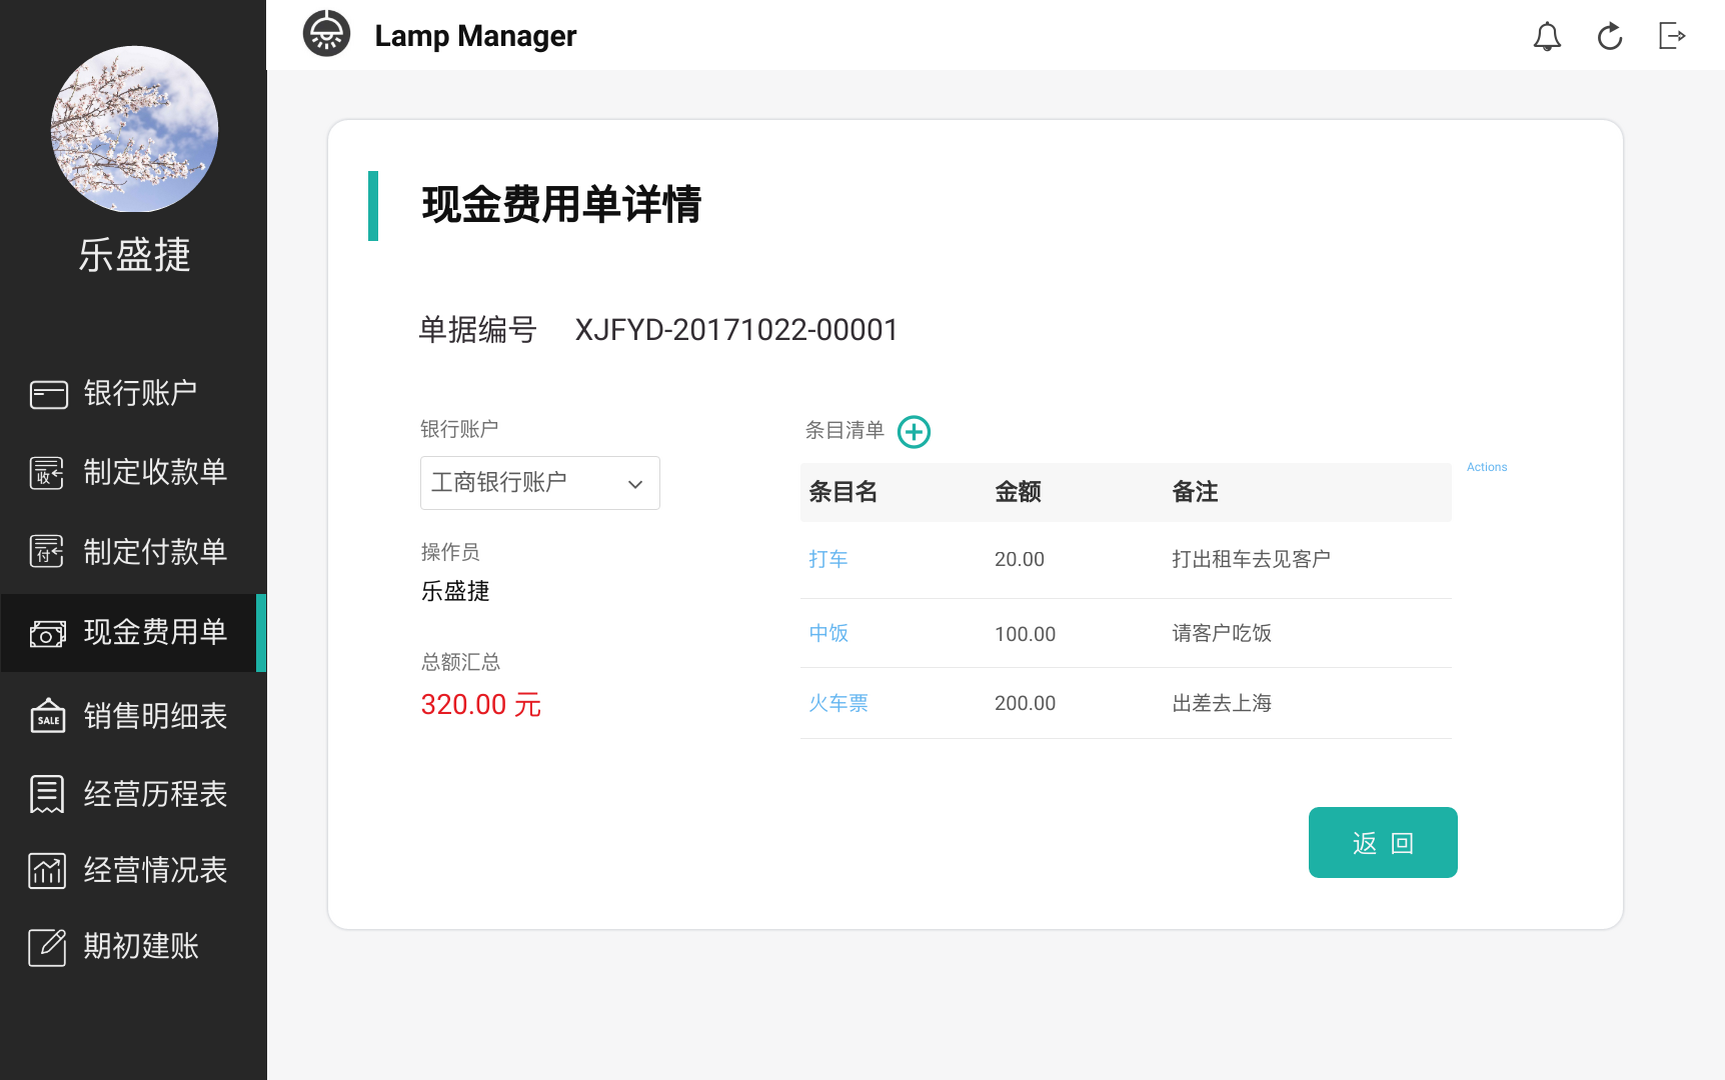 Lamp Manager
乐盛捷
银行账户
收
制定收款单
付
制定付款单
现金费用单
SALE
销售明细表
经营历程表
经营情况表
期初建账
现金费用单详情
单据编号 XJFYD-20171022-00001
银行账户
工商银行账户
操作员
乐盛捷
总额汇总
320.00 元
条目清单
Actions
条目名 金额 备注
打车 20.00 打出租车去见客户
中饭 100.00 请客户吃饭
火车票 200.00 出差去上海
返 回